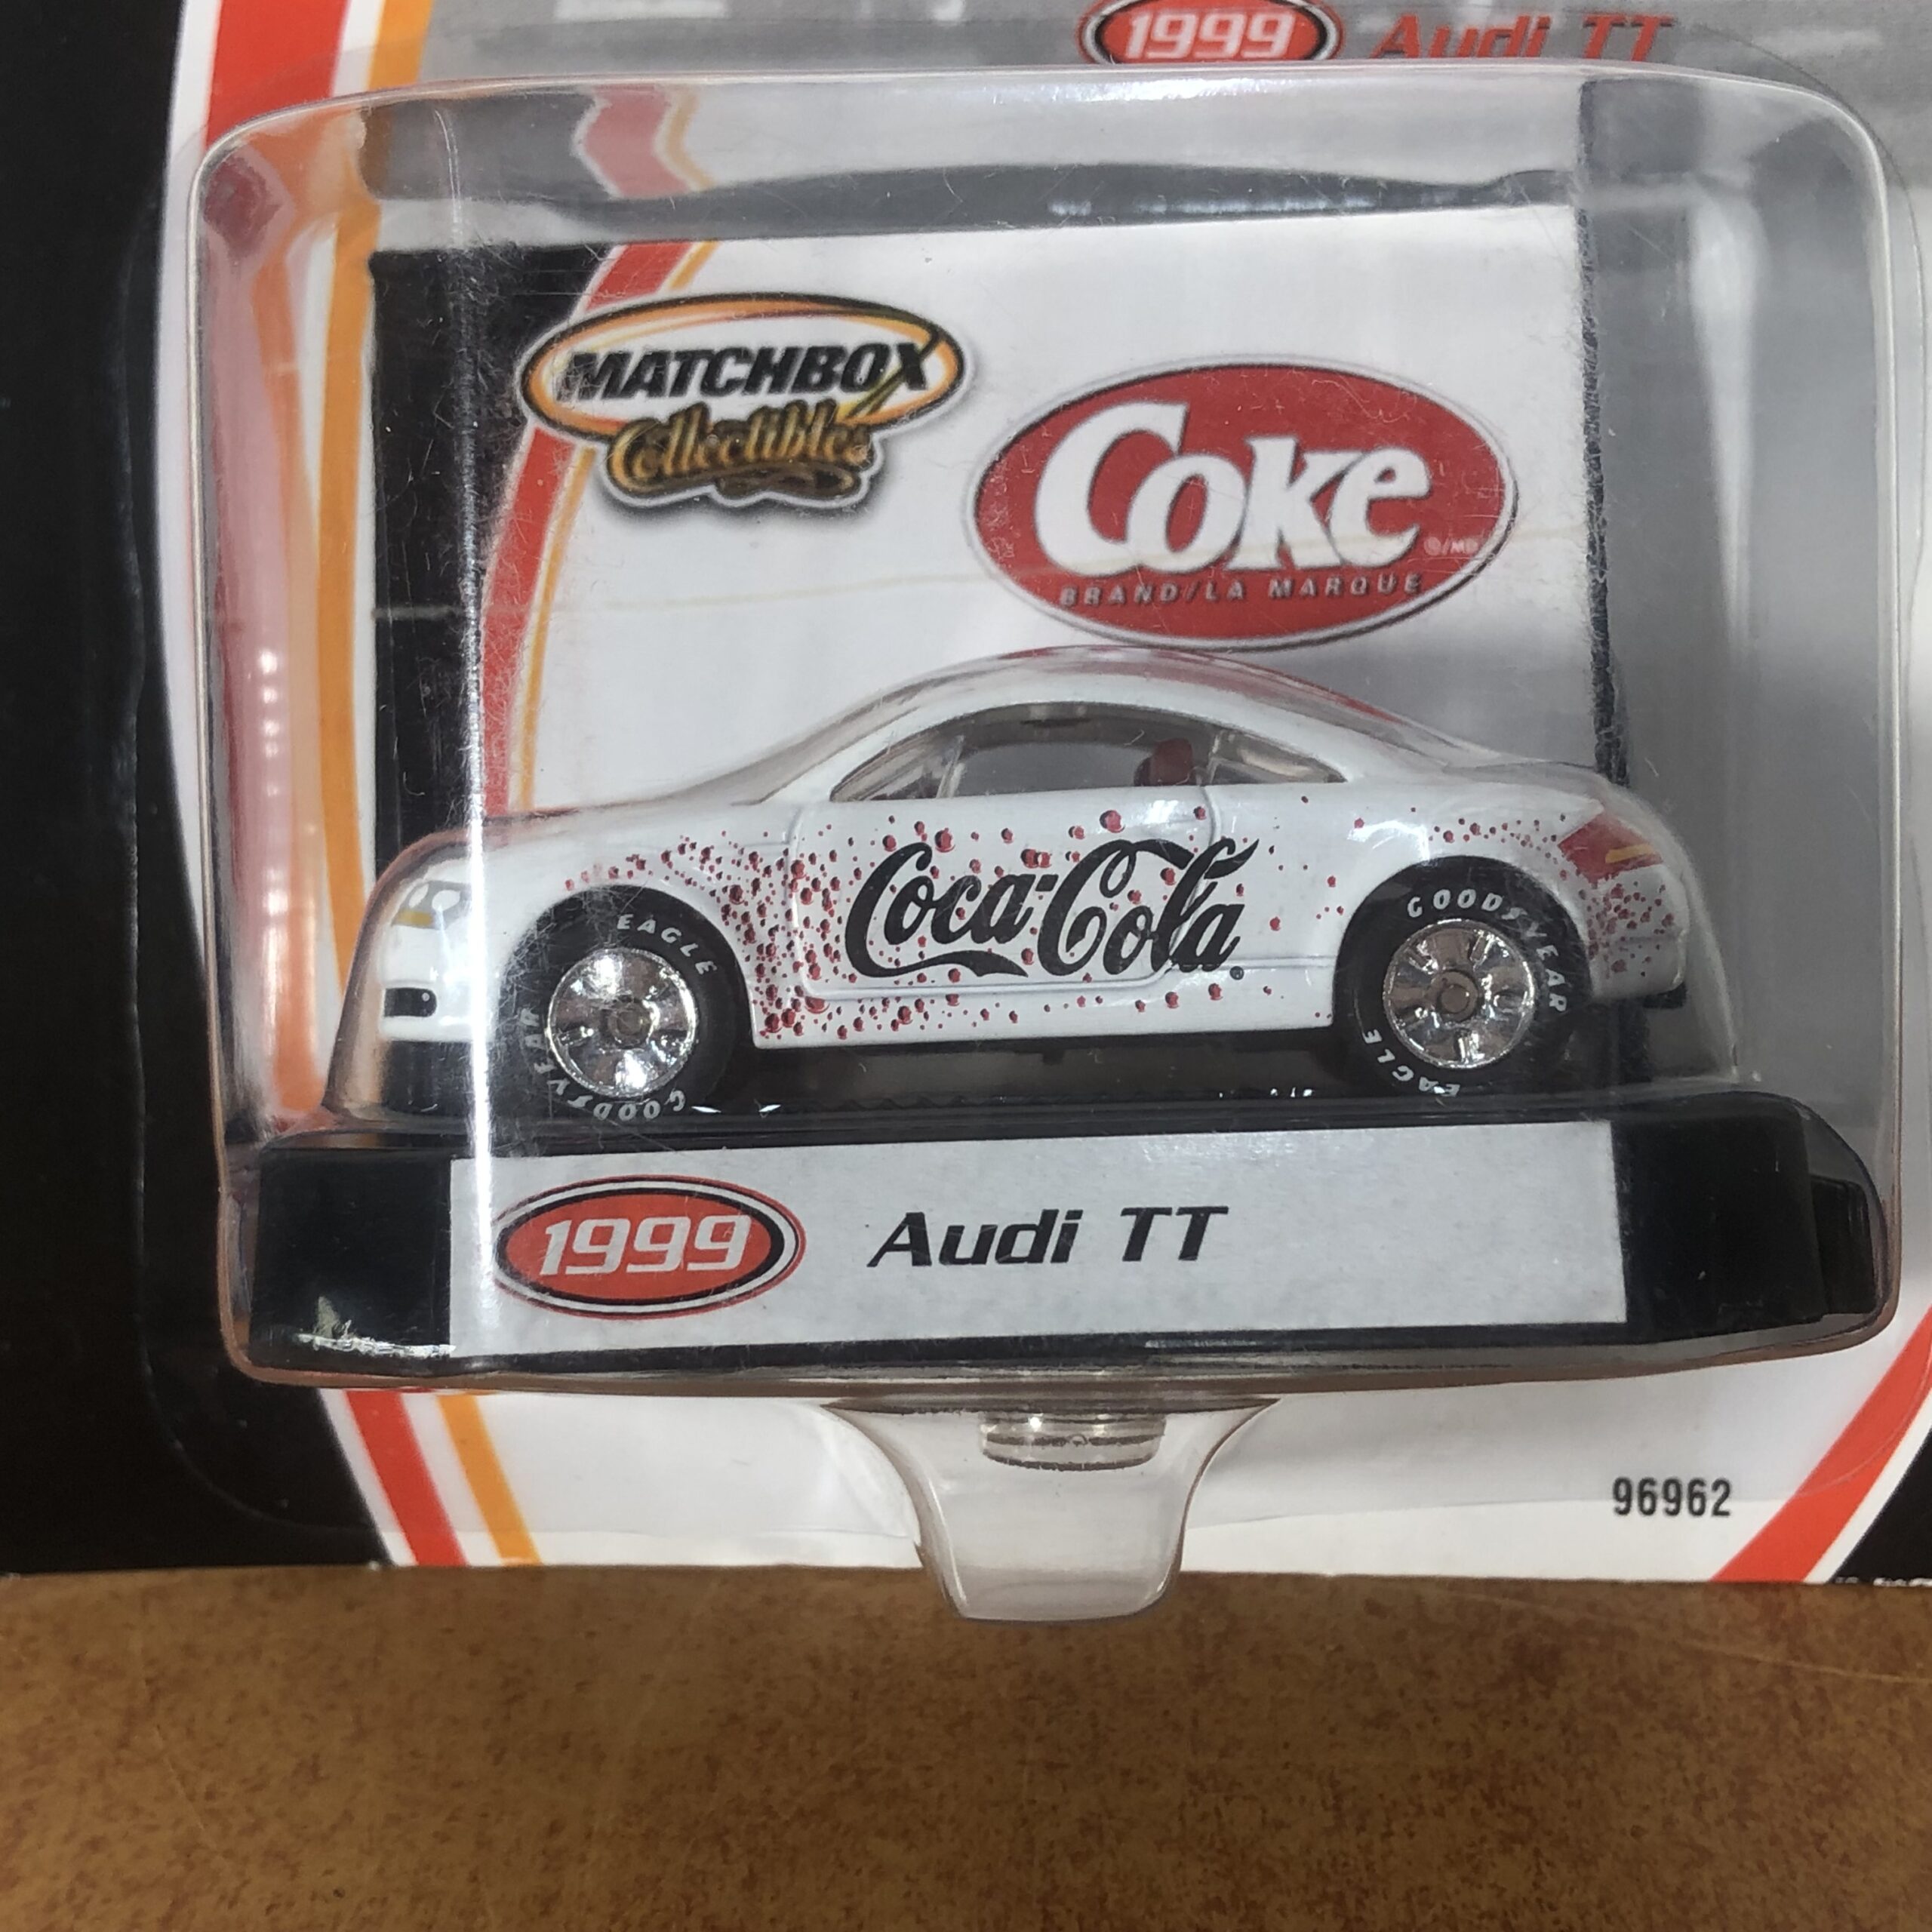 1999 Audi TT
MATCHBOX
Collectibles
Coke
®/MD
BRAND/LA MARQUE
Coca-Cola
EAGLE
GOODYEAR
GOODYEAR
EAGLE
1999 Audi TT
96962